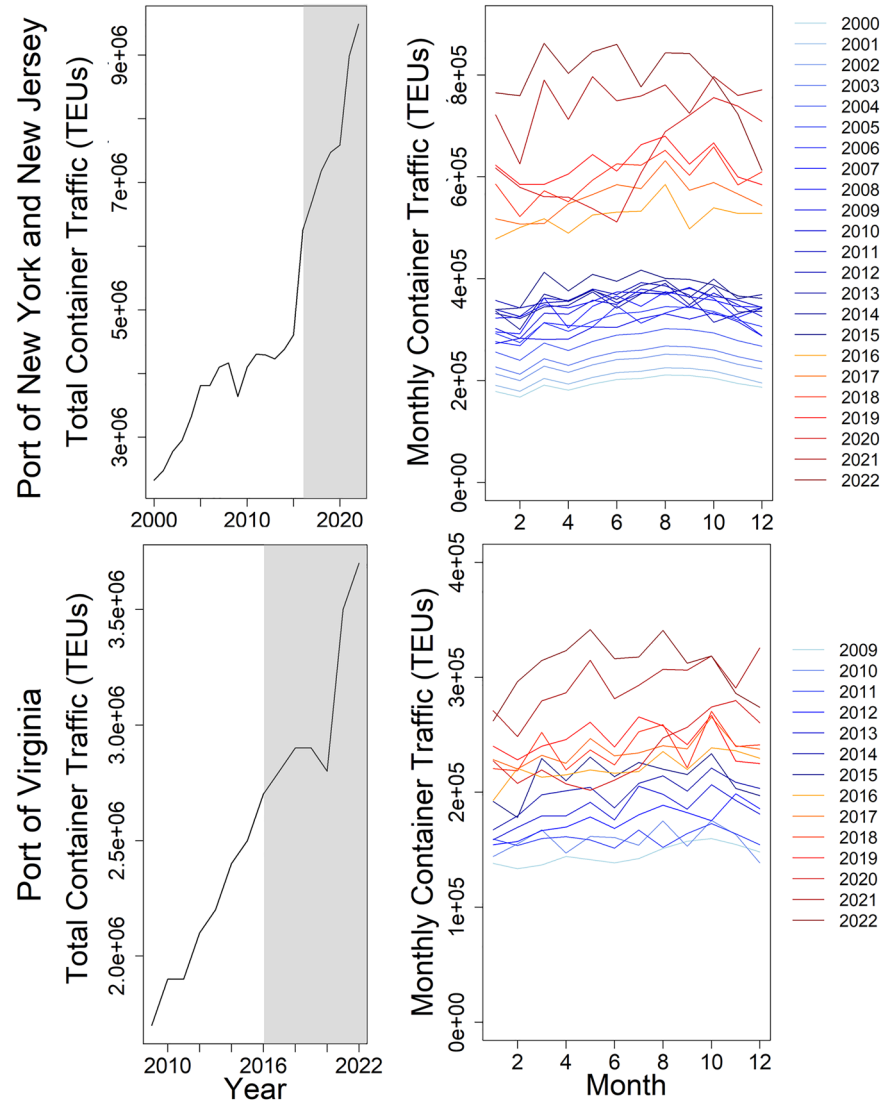 Port of New York and New Jersey
Total Container Traffic (TEUs)
9e+06
7e+06
5e+06
3e+06
2000
2010
2020
Monthly Container Traffic (TEUs)
8e+05
6e+05
4e+05
2e+05
0e+00
2
4
6
8
10
12
2000
2001
2002
2003
2004
2005
2006
2007
2008
2009
2010
2011
2012
2013
2014
2015
2016
2017
2018
2019
2020
2021
2022
Port of Virginia
Total Container Traffic (TEUs)
3.5e+06
3.0e+06
2.5e+06
2.0e+06
2010
2016
2022
Year
Monthly Container Traffic (TEUs)
4e+05
3e+05
2e+05
1e+05
0e+00
2
4
6
8
10
12
Month
2009
2010
2011
2012
2013
2014
2015
2016
2017
2018
2019
2020
2021
2022